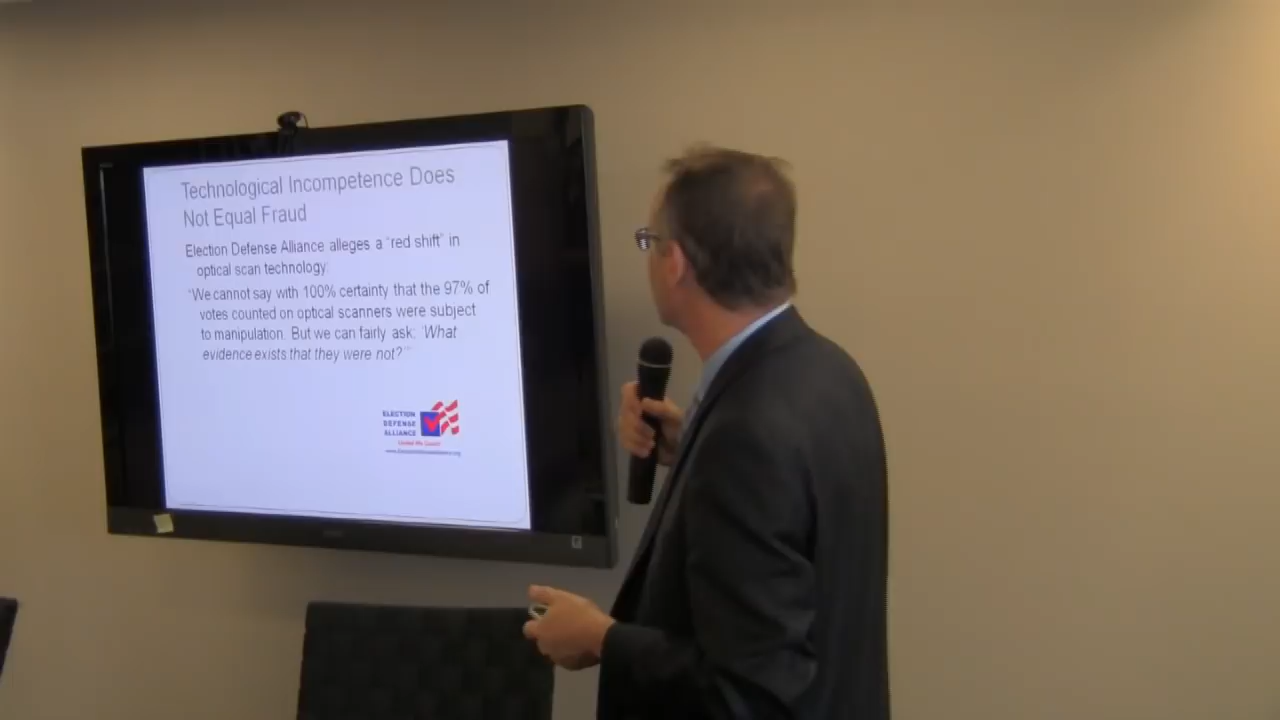 Technological Incompetence Does
Not Equal Fraud
Election Defense Alliance alleges a "red shift" in
optical scan technology:
"We cannot say with 100% certainty that the 97% of
votes counted on optical scanners were subject
to manipulation. But we can fairly ask: 'What
evidence exists that they were not?'"
ELECTION
DEFENSE
ALLIANCE